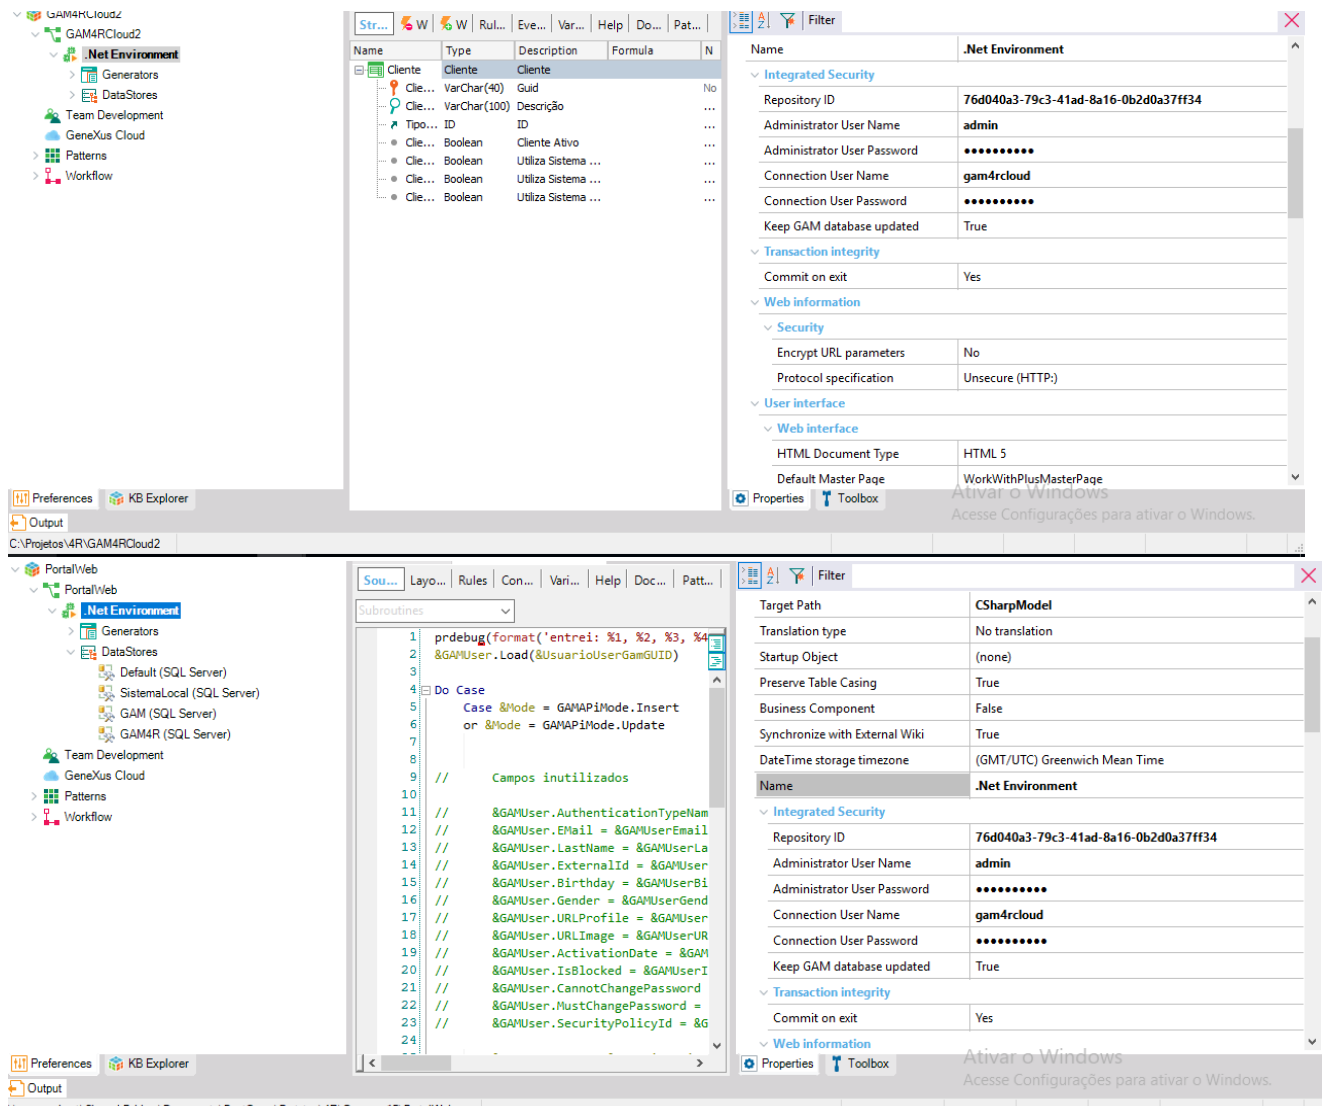 GAM4RCloud2
GAM4RCloud2
.Net Environment
Generators
DataStores
Team Development
GeneXus Cloud
Patterns
Workflow
Preferences KB Explorer
Output
C:\Projetos\4R\GAM4RCloud2
Str... W W Rul... Eve... Var... Help Do... Pat...
Name Type Description Formula N
Cliente Cliente Cliente
Clie... VarChar(40) Guid No
Clie... VarChar(100) Descrição ...
Tipo... ID ID ...
Clie... Boolean Cliente Ativo ...
Clie... Boolean Utiliza Sistema ... ...
Clie... Boolean Utiliza Sistema ... ...
Clie... Boolean Utiliza Sistema ... ...
Filter
Name .Net Environment
Integrated Security
Repository ID 76d040a3-79c3-41ad-8a16-0b2d0a37ff34
Administrator User Name admin
Administrator User Password ●●●●●●●●●●
Connection User Name gam4rcloud
Connection User Password ●●●●●●●●●●
Keep GAM database updated True
Transaction integrity
Commit on exit Yes
Web information
Security
Encrypt URL parameters No
Protocol specification Unsecure (HTTP:)
User interface
Web interface
HTML Document Type HTML 5
Default Master Page WorkWithPlusMasterPage
Properties Toolbox
Ativar o Windows
Acesse Configurações para ativar o Windows.
PortalWeb
PortalWeb
.Net Environment
Generators
DataStores
Default (SQL Server)
SistemaLocal (SQL Server)
GAM (SQL Server)
GAM4R (SQL Server)
Team Development
GeneXus Cloud
Patterns
Workflow
Preferences KB Explorer
Output
Sou... Layo... Rules Con... Vari... Help Doc... Patt...
Subroutines
1 prdebug(format('entrei: %1, %2, %3, %4
2 &GAMUser.Load(&UsuarioUserGamGUID)
3
4 Do Case
5 Case &Mode = GAMAPiMode.Insert
6 or &Mode = GAMAPiMode.Update
7
8
9 // Campos inutilizados
10
11 // &GAMUser.AuthenticationTypeNam
12 // &GAMUser.EMail = &GAMUserEmail
13 // &GAMUser.LastName = &GAMUserLa
14 // &GAMUser.ExternalId = &GAMUser
15 // &GAMUser.Birthday = &GAMUserBi
16 // &GAMUser.Gender = &GAMUserGend
17 // &GAMUser.URLProfile = &GAMUser
18 // &GAMUser.URLImage = &GAMUserUR
19 // &GAMUser.ActivationDate = &GAM
20 // &GAMUser.IsBlocked = &GAMUserI
21 // &GAMUser.CannotChangePassword
22 // &GAMUser.MustChangePassword =
23 // &GAMUser.SecurityPolicyId = &G
24
Filter
Target Path CSharpModel
Translation type No translation
Startup Object (none)
Preserve Table Casing True
Business Component False
Synchronize with External Wiki True
DateTime storage timezone (GMT/UTC) Greenwich Mean Time
Name .Net Environment
Integrated Security
Repository ID 76d040a3-79c3-41ad-8a16-0b2d0a37ff34
Administrator User Name admin
Administrator User Password ●●●●●●●●●●
Connection User Name gam4rcloud
Connection User Password ●●●●●●●●●●
Keep GAM database updated True
Transaction integrity
Commit on exit Yes
Web information
Properties Toolbox
Ativar o Windows
Acesse Configurações para ativar o Windows.